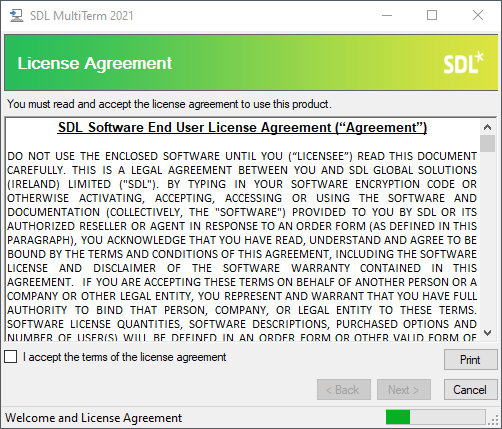 SDL MultiTerm 2021
License Agreement
SDL*
You must read and accept the license agreement to use this product.
SDL Software End User License Agreement (“Agreement”)
DO NOT USE THE ENCLOSED SOFTWARE UNTIL YOU (“LICENSEE”) READ THIS DOCUMENT
CAREFULLY. THIS IS A LEGAL AGREEMENT BETWEEN YOU AND SDL GLOBAL SOLUTIONS
(IRELAND) LIMITED ("SDL"). BY TYPING IN YOUR SOFTWARE ENCRYPTION CODE OR
OTHERWISE ACTIVATING, ACCEPTING, ACCESSING OR USING THE SOFTWARE AND
DOCUMENTATION (COLLECTIVELY, THE "SOFTWARE") PROVIDED TO YOU BY SDL OR ITS
AUTHORIZED RESELLER OR AGENT IN RESPONSE TO AN ORDER FORM (AS DEFINED IN THIS
PARAGRAPH), YOU ACKNOWLEDGE THAT YOU HAVE READ, UNDERSTAND AND AGREE TO BE
BOUND BY THE TERMS AND CONDITIONS OF THIS AGREEMENT, INCLUDING THE SOFTWARE
LICENSE AND DISCLAIMER OF THE SOFTWARE WARRANTY CONTAINED IN THIS
AGREEMENT. IF YOU ARE ACCEPTING THESE TERMS ON BEHALF OF ANOTHER PERSON OR A
COMPANY OR OTHER LEGAL ENTITY, YOU REPRESENT AND WARRANT THAT YOU HAVE FULL
AUTHORITY TO BIND THAT PERSON, COMPANY, OR LEGAL ENTITY TO THESE TERMS.
SOFTWARE LICENSE QUANTITIES, SOFTWARE DESCRIPTIONS, PURCHASED OPTIONS AND
NUMBER OF USER(S) WILL BE DEFINED IN AN ORDER FORM OR OTHER VALID FORM OF
I accept the terms of the license agreement
Print
< Back
Next >
Cancel
Welcome and License Agreement